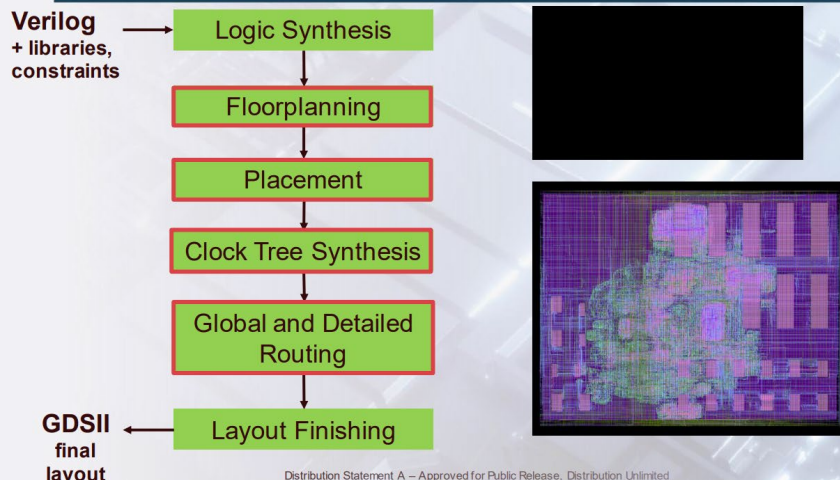 Verilog
+ libraries,
constraints
Logic Synthesis
Floorplanning
Placement
Clock Tree Synthesis
Global and Detailed
Routing
Layout Finishing
GDSII
final
layout
Distribution Statement A – Approved for Public Release, Distribution Unlimited